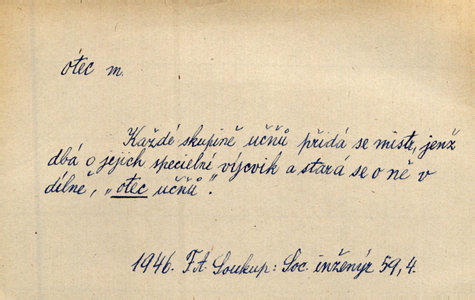 otec m.
Každé skupině učňů přidá se mistr, jenž
dbá o jejich specielné výcvik a stará se o ně v
dílně, „otec učňů".
1946. F.A. Soukup: Soc. inženýr 59, 4.